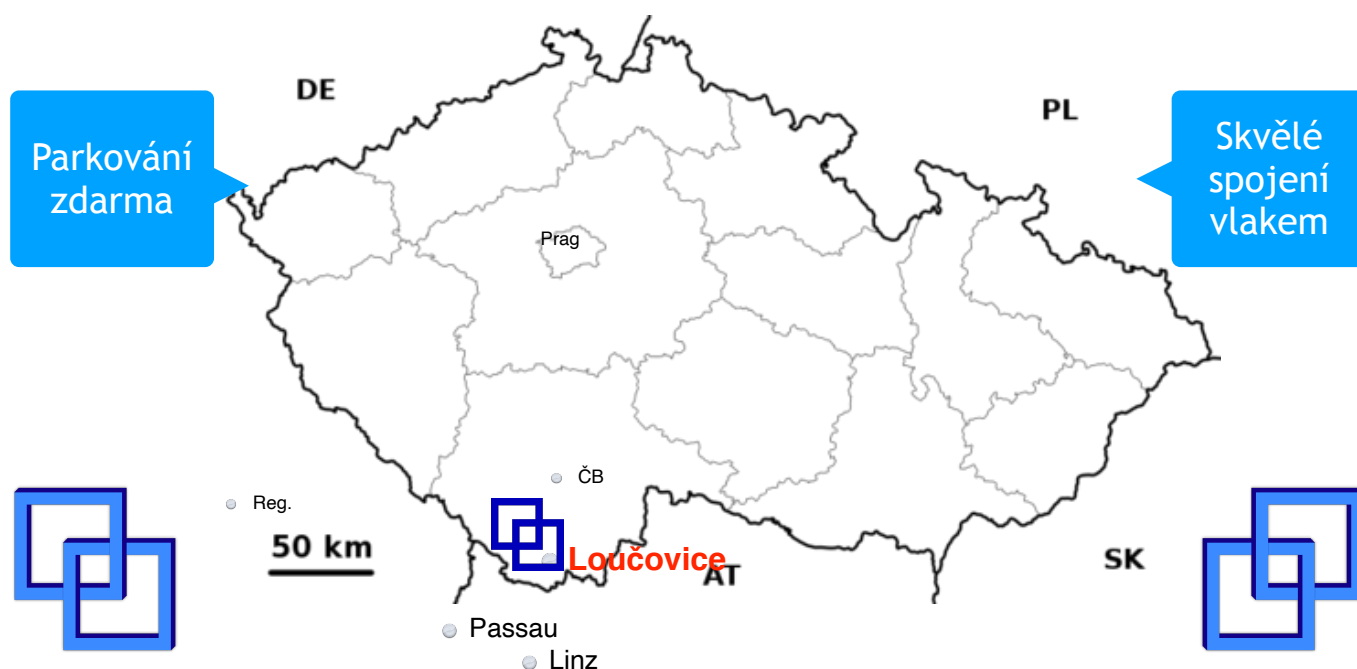 DE
PL
Parkování
zdarma
Skvělé
spojení
vlakem
Prag
ČB
Reg.
50 km
Loučovice
AT
SK
Passau
Linz